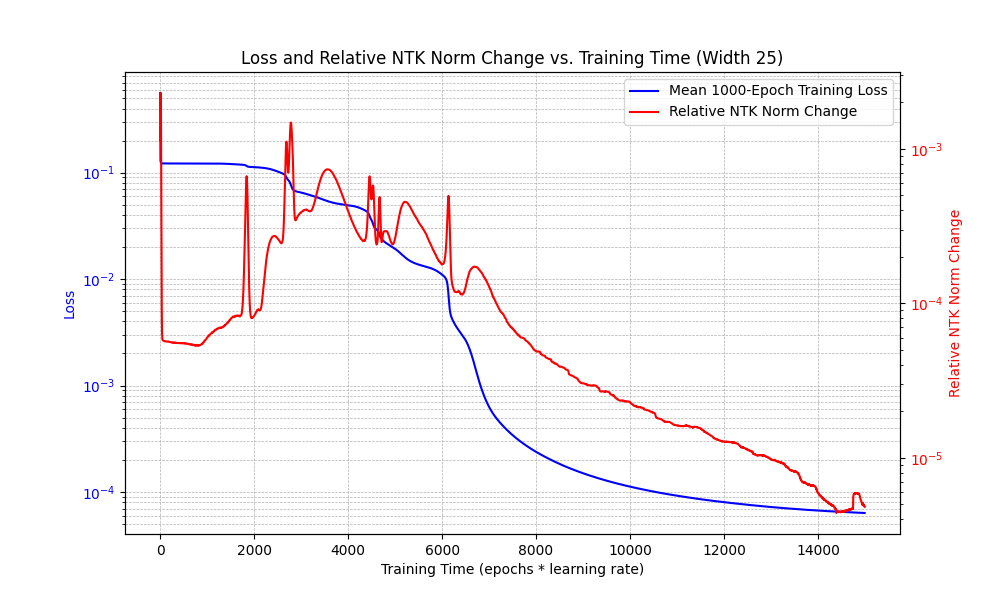 Loss and Relative NTK Norm Change vs. Training Time (Width 25)
Mean 1000-Epoch Training Loss
Relative NTK Norm Change
10⁻¹
10⁻²
10⁻³
10⁻⁴
Loss
10⁻³
10⁻⁴
10⁻⁵
Relative NTK Norm Change
0 2000 4000 6000 8000 10000 12000 14000
Training Time (epochs * learning rate)